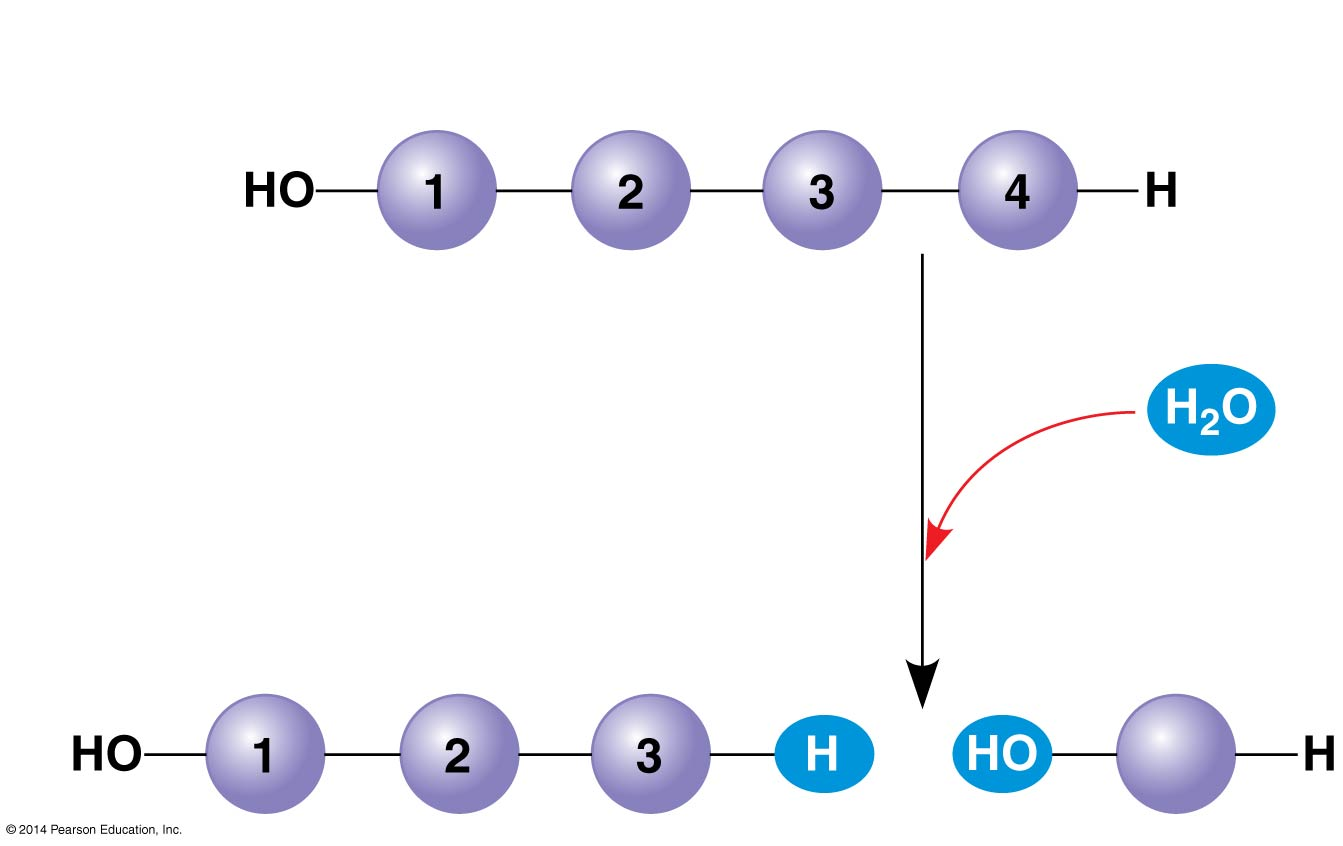 HO 1 2 3 4 H
H₂O
HO 1 2 3 H HO H
© 2014 Pearson Education, Inc.